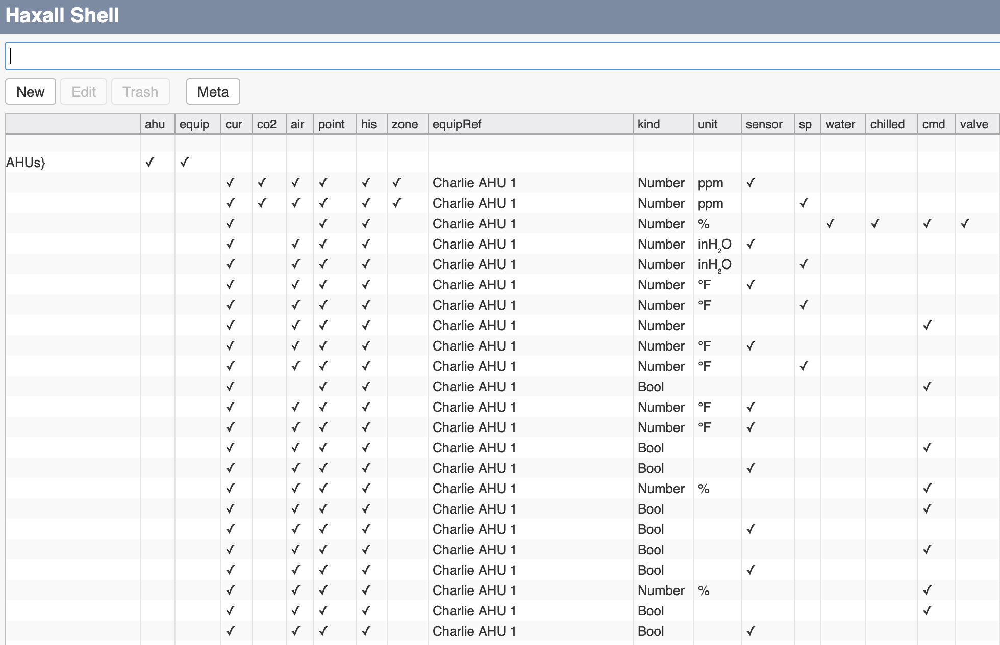 Haxall Shell
New Edit Trash Meta
ahu equip cur co2 air point his zone equipRef kind unit sensor sp water chilled cmd valve
AHUs} ✓ ✓
✓ ✓ ✓ ✓ ✓ ✓ Charlie AHU 1 Number ppm ✓
✓ ✓ ✓ ✓ ✓ ✓ Charlie AHU 1 Number ppm ✓
✓ ✓ ✓ Charlie AHU 1 Number % ✓ ✓ ✓ ✓
✓ ✓ ✓ ✓ Charlie AHU 1 Number inH₂O ✓
✓ ✓ ✓ ✓ Charlie AHU 1 Number inH₂O ✓
✓ ✓ ✓ ✓ Charlie AHU 1 Number °F ✓
✓ ✓ ✓ ✓ Charlie AHU 1 Number °F ✓
✓ ✓ ✓ ✓ Charlie AHU 1 Number ✓
✓ ✓ ✓ ✓ Charlie AHU 1 Number °F ✓
✓ ✓ ✓ ✓ Charlie AHU 1 Number °F ✓
✓ ✓ ✓ Charlie AHU 1 Bool ✓
✓ ✓ ✓ ✓ Charlie AHU 1 Number °F ✓
✓ ✓ ✓ ✓ Charlie AHU 1 Number °F ✓
✓ ✓ ✓ ✓ Charlie AHU 1 Bool ✓
✓ ✓ ✓ ✓ Charlie AHU 1 Bool ✓
✓ ✓ ✓ ✓ Charlie AHU 1 Number % ✓
✓ ✓ ✓ ✓ Charlie AHU 1 Bool ✓
✓ ✓ ✓ ✓ Charlie AHU 1 Bool ✓
✓ ✓ ✓ ✓ Charlie AHU 1 Bool ✓
✓ ✓ ✓ ✓ Charlie AHU 1 Bool ✓
✓ ✓ ✓ ✓ Charlie AHU 1 Number % ✓
✓ ✓ ✓ ✓ Charlie AHU 1 Bool ✓
✓ ✓ ✓ ✓ Charlie AHU 1 Bool ✓